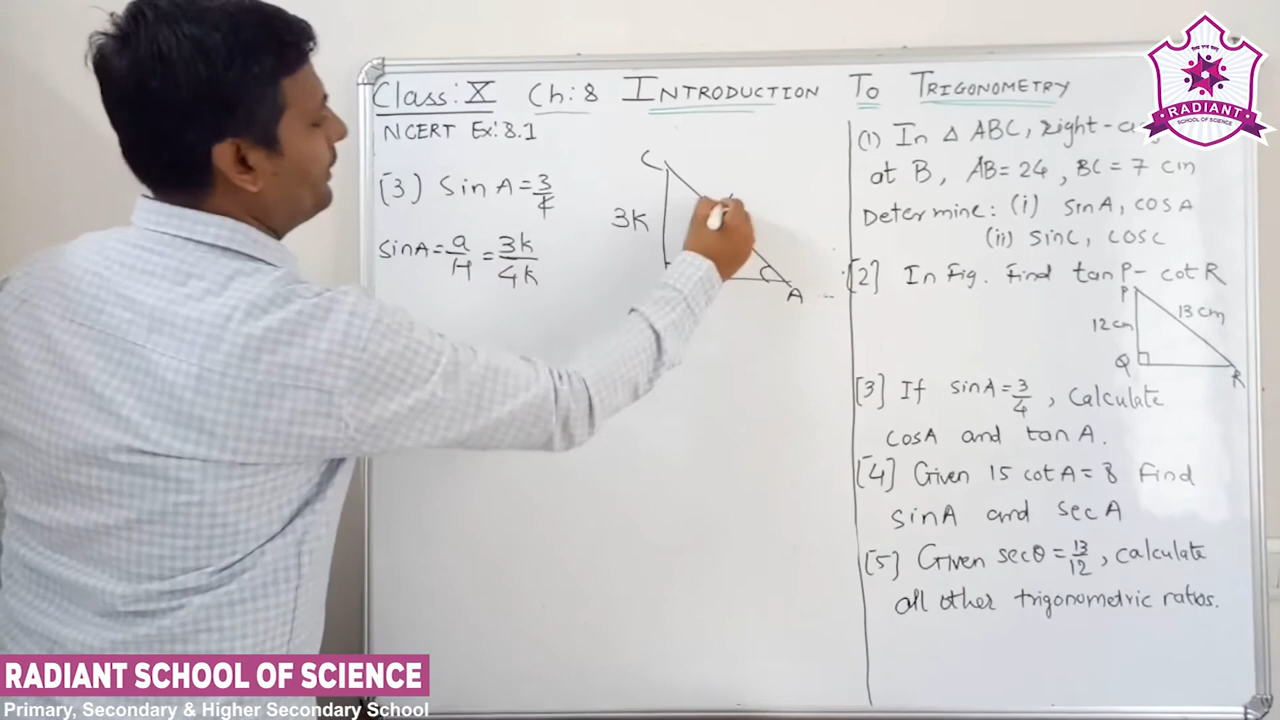 Class: X Ch: 8 INTRODUCTION TO TRIGONOMETRY
NCERT Ex: 8.1
[3] Sin A = 3/4
sinA = a/H = 3k/4k
C
3k
A
(1) In △ ABC, right-
at B, AB = 24, BC = 7 cm
Determine: (i) sinA, cosA
(ii) sinC, cosC
[2] In Fig. Find tan P - cot R
P
12cm
13 cm
Q
R
[3] If sinA = 3/4, calculate
cosA and tan A.
[4] Given 15 cot A = 8 find
sinA and sec A
[5] Given secθ = 13/12, calculate
all other trigonometric ratios.
RADIANT
SCHOOL OF SCIENCE
RADIANT SCHOOL OF SCIENCE
Primary, Secondary & Higher Secondary School